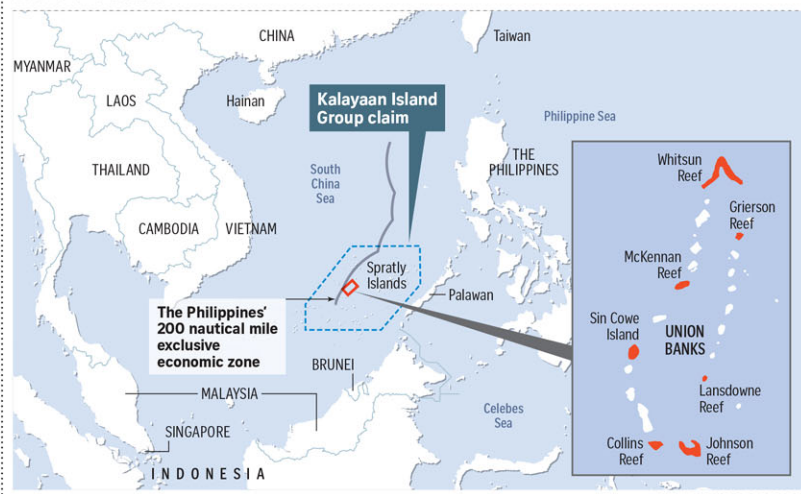 CHINA
Taiwan
MYANMAR
LAOS
Hainan
Kalayaan Island
Group claim
Philippine Sea
South
China
Sea
THE
PHILIPPINES
THAILAND
CAMBODIA
VIETNAM
Spratly
Islands
Palawan
The Philippines'
200 nautical mile
exclusive
economic zone
BRUNEI
MALAYSIA
SINGAPORE
Celebes
Sea
INDONESIA
Whitsun
Reef
Grierson
Reef
McKennan
Reef
Sin Cowe
Island
UNION
BANKS
Lansdowne
Reef
Collins
Reef
Johnson
Reef